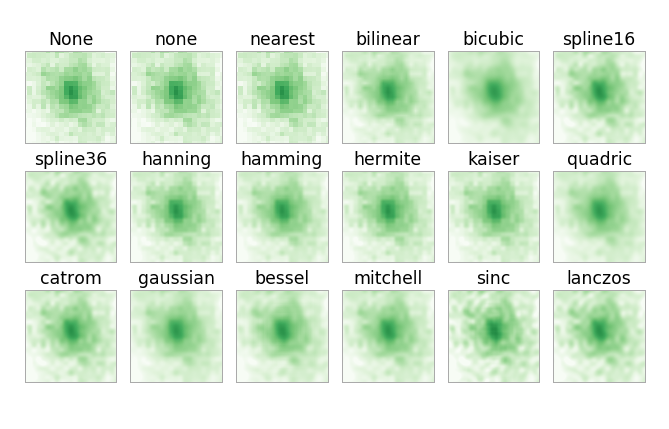 None none nearest bilinear bicubic spline16
spline36 hanning hamming hermite kaiser quadric
catrom gaussian bessel mitchell sinc lanczos